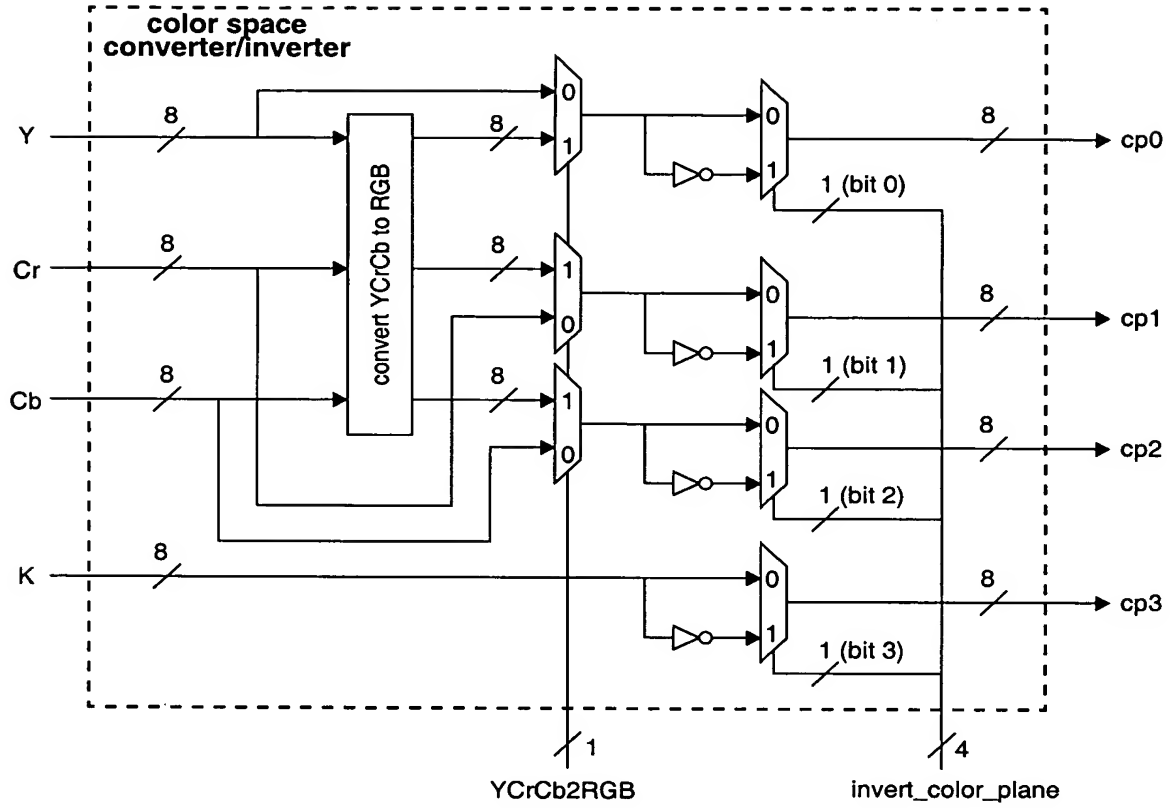 color space
converter/inverter
0
8
8
8
Y
0
cp0
1
1
1 (bit 0)
convert YCrCb to RGB
8
8
Cr
1
8
0
cp1
0
1
8
8
1 (bit 1)
Cb
1
8
0
cp2
0
1
1 (bit 2)
8
K
0
8
cp3
1
1 (bit 3)
1
4
YCrCb2RGB
invert_color_plane